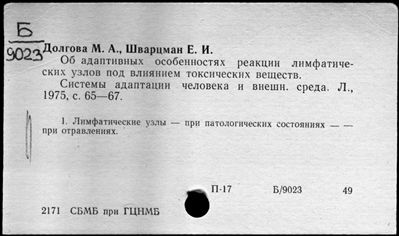 Б
9023
Долгова М. А., Шварцман Е. И.
Об адаптивных особенностях реакции лимфатиче-
ских узлов под влиянием токсических веществ.
Системы адаптации человека и внешн. среда. Л.,
1975, с. 65—67.
1. Лимфатические узлы — при патологических состояниях — —
при отравлениях.
П-17 Б/9023 49
2171 СБМБ при ГЦНМБ